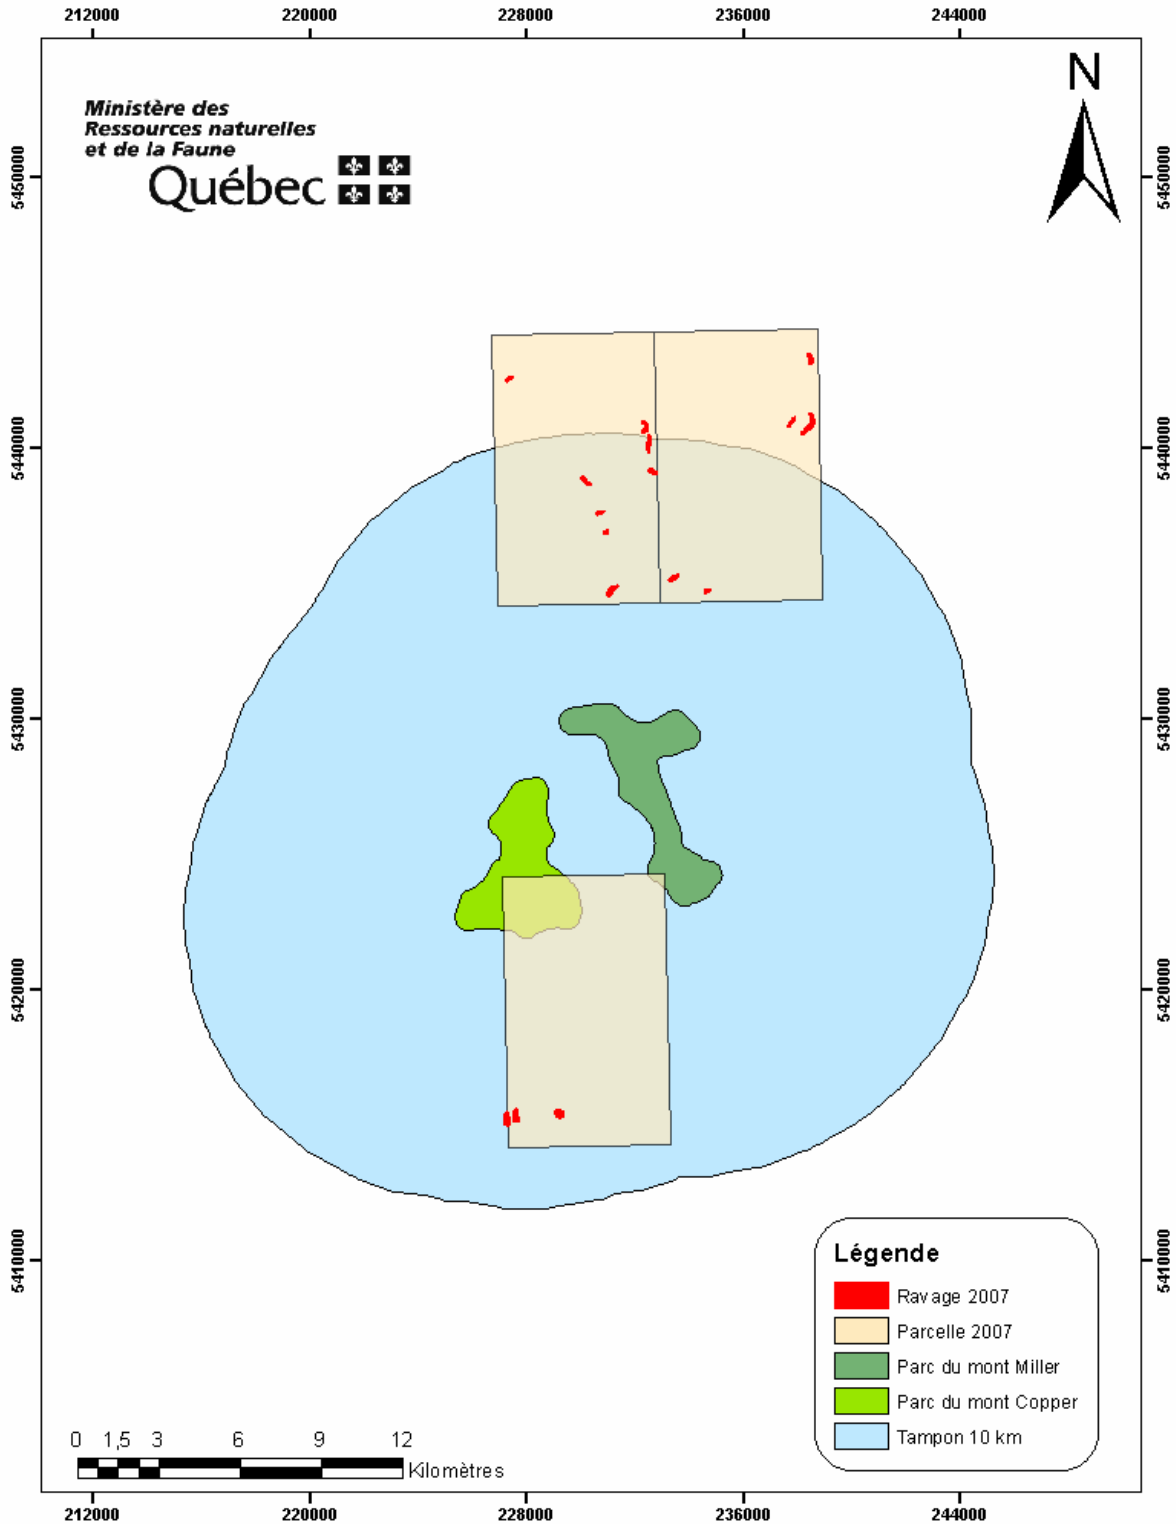 212000 220000 228000 236000 244000
N
Ministère des
Ressources naturelles
et de la Faune
Québec
5450000 5450000
5440000 5440000
5430000 5430000
5420000 5420000
5410000 5410000
Légende
Ravage 2007
Parcelle 2007
Parc du mont Miller
Parc du mont Copper
Tampon 10 km
0 1,5 3 6 9 12
Kilomètres
212000 220000 228000 236000 244000